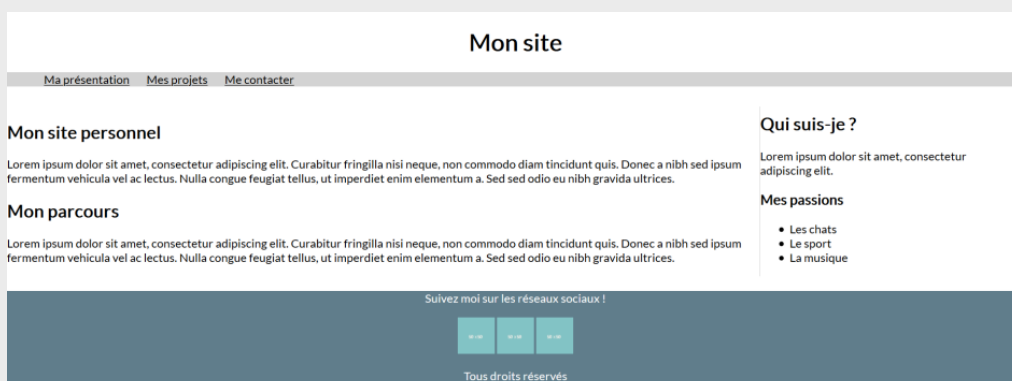 Mon site
Ma présentation Mes projets Me contacter
Mon site personnel
Lorem ipsum dolor sit amet, consectetur adipiscing elit. Curabitur fringilla nisi neque, non commodo diam tincidunt quis. Donec a nibh sed ipsum
fermentum vehicula vel ac lectus. Nulla congue feugiat tellus, ut imperdiet enim elementum a. Sed sed odio eu nibh gravida ultrices.
Mon parcours
Lorem ipsum dolor sit amet, consectetur adipiscing elit. Curabitur fringilla nisi neque, non commodo diam tincidunt quis. Donec a nibh sed ipsum
fermentum vehicula vel ac lectus. Nulla congue feugiat tellus, ut imperdiet enim elementum a. Sed sed odio eu nibh gravida ultrices.
Qui suis-je ?
Lorem ipsum dolor sit amet, consectetur
adipiscing elit.
Mes passions
Les chats
Le sport
La musique
Suivez moi sur les réseaux sociaux !
Tous droits réservés